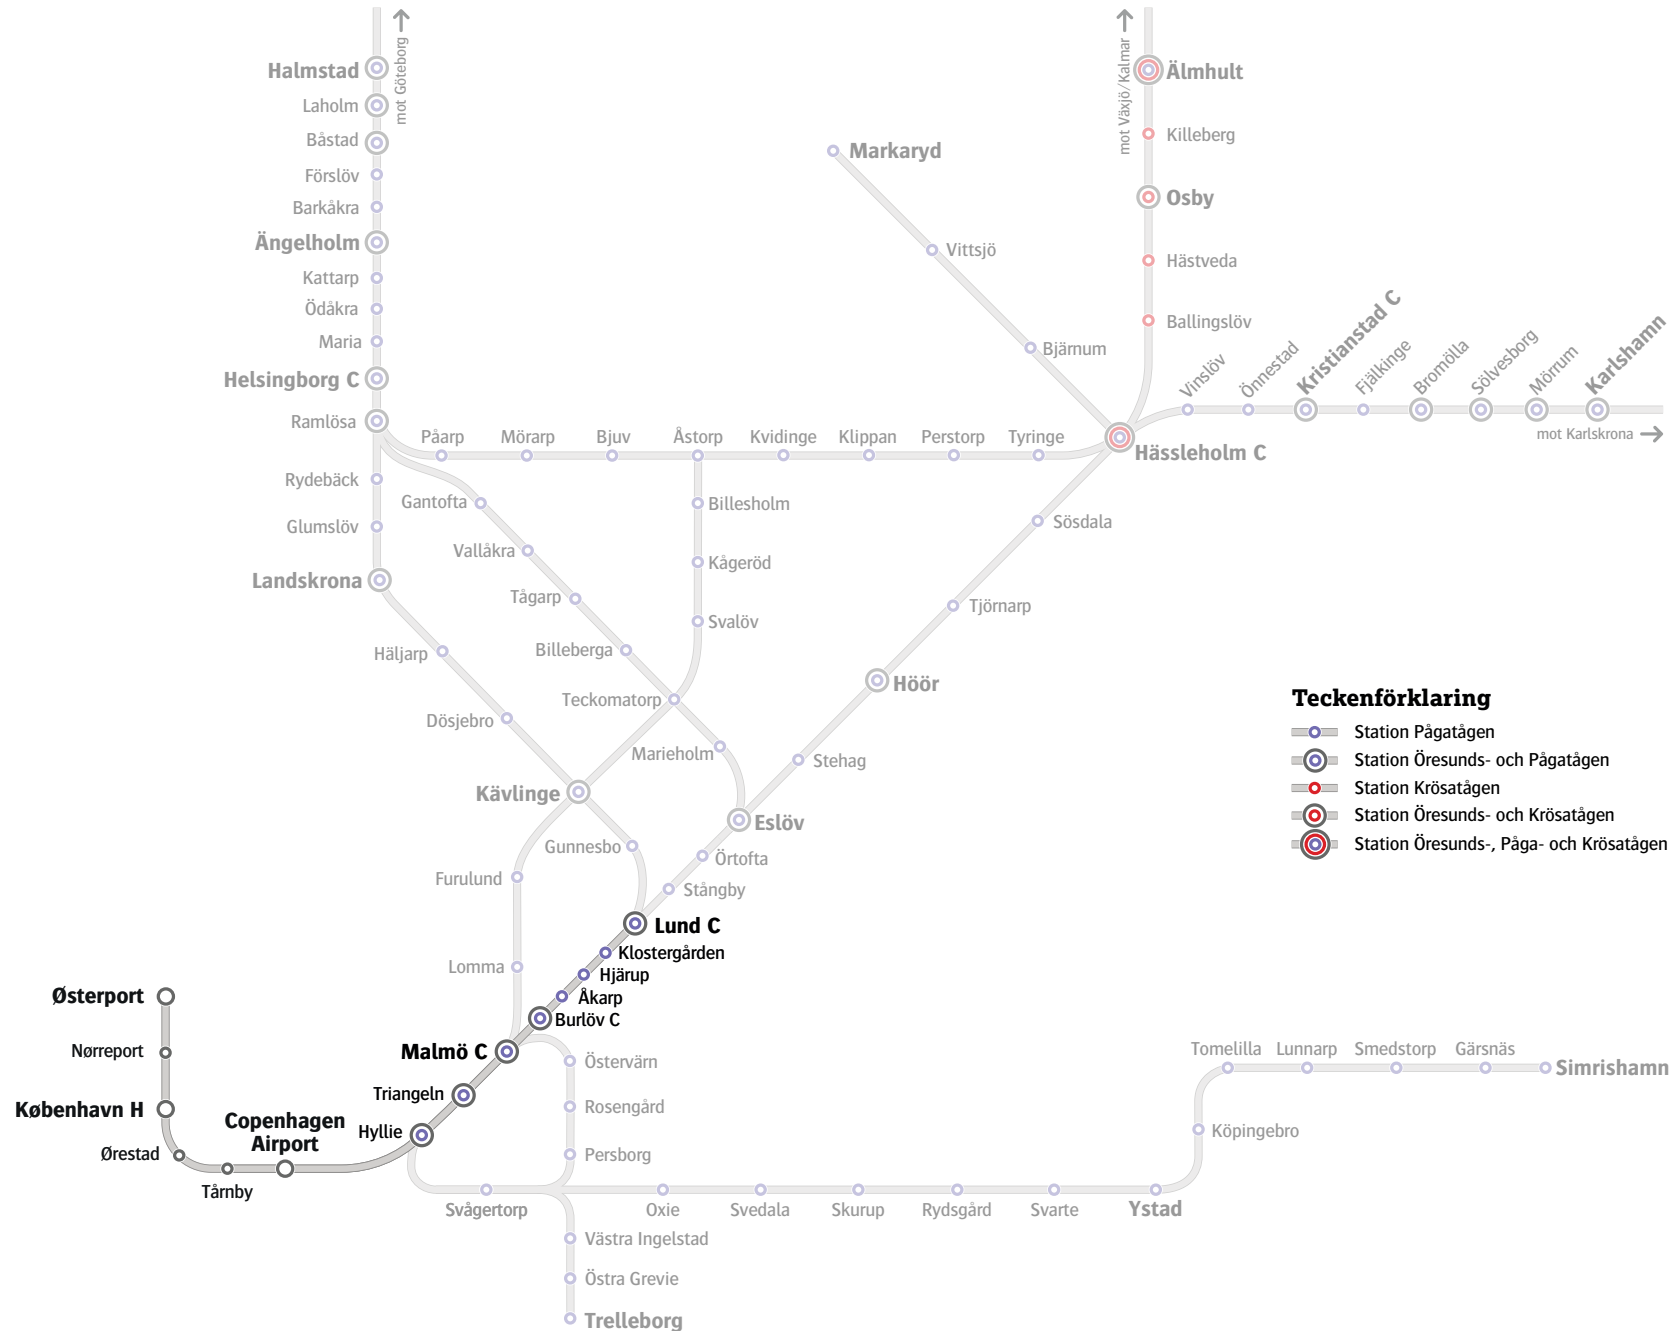 Halmstad
Laholm
Båstad
Förslöv
Barkåkra
Ängelholm
Kattarp
Ödåkra
Maria
Helsingborg C
Ramlösa
mot Göteborg
Rydebäck
Glumslöv
Landskrona
Häljarp
Dösjebro
Kävlinge
Gunnesbo
Furulund
Lomma
Påarp
Mörarp
Bjuv
Åstorp
Kvidinge
Klippan
Perstorp
Tyringe
Gantofta
Vallåkra
Tågarp
Billeberga
Teckomatorp
Marieholm
Billesholm
Kågeröd
Svalöv
Markaryd
Vittsjö
Bjärnum
mot Växjö/Kalmar
Älmhult
Killeberg
Osby
Hästveda
Ballingslöv
Hässleholm C
Vinslöv
Önnestad
Kristianstad C
Fjälkinge
Bromölla
Sölvesborg
Mörrum
Karlshamn
mot Karlskrona
Sösdala
Tjörnarp
Höör
Stehag
Eslöv
Örtofta
Stångby
Lund C
Klostergården
Hjärup
Åkarp
Burlöv C
Malmö C
Triangeln
Hyllie
Østerport
Nørreport
København H
Ørestad
Tårnby
Copenhagen
Airport
Östervärn
Rosengård
Persborg
Svågertorp
Västra Ingelstad
Östra Grevie
Trelleborg
Oxie
Svedala
Skurup
Rydsgård
Svarte
Ystad
Köpingebro
Tomelilla
Lunnarp
Smedstorp
Gärsnäs
Simrishamn
Teckenförklaring
Station Pågatågen
Station Öresunds- och Pågatågen
Station Krösatågen
Station Öresunds- och Krösatågen
Station Öresunds-, Påga- och Krösatågen